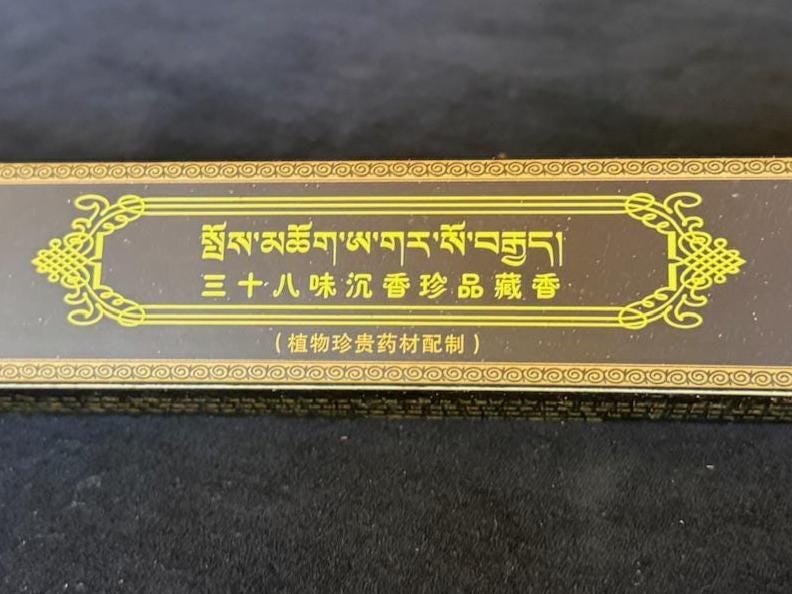 སྤོས་མཆོག་ཨ་གར་སོ་བརྒྱད།
三十八味沉香珍品藏香
（植物珍贵药材配制）